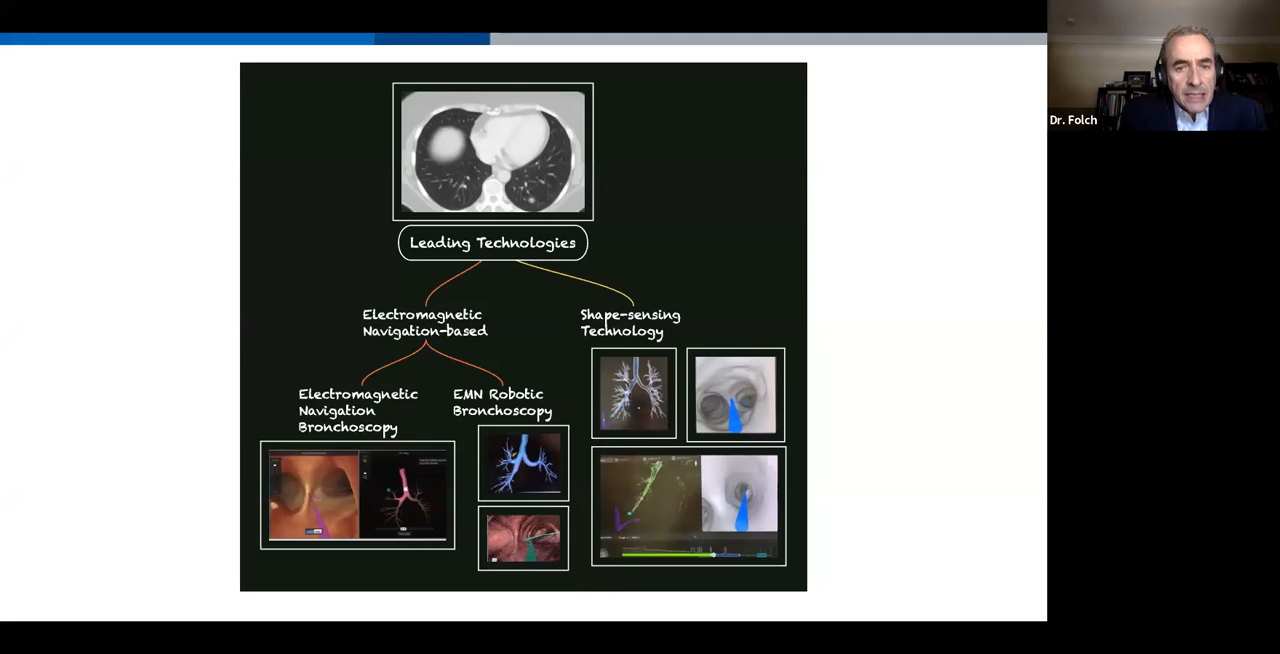 Dr. Folch
Leading Technologies
Electromagnetic
Navigation-based
Shape-sensing
Technology
Electromagnetic
Navigation
Bronchoscopy
EMN Robotic
Bronchoscopy